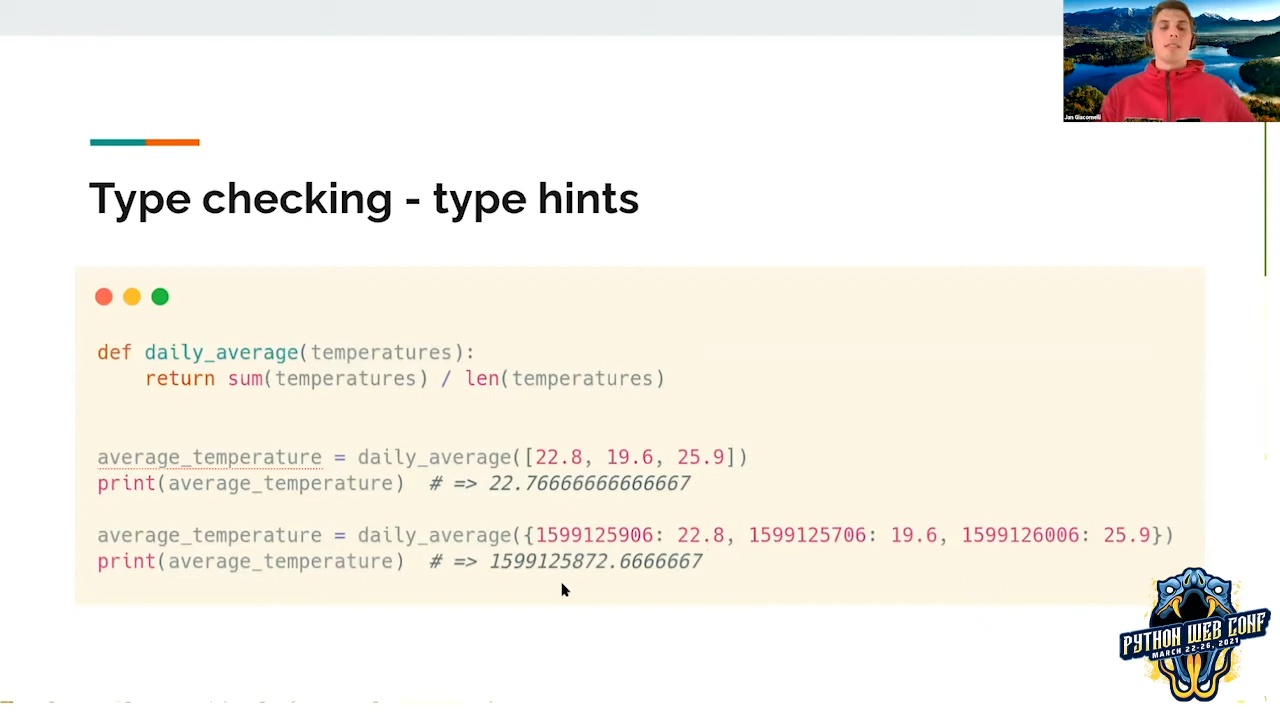 Jan Giacomelli
Type checking - type hints
def daily_average(temperatures):
    return sum(temperatures) / len(temperatures)
average_temperature = daily_average([22.8, 19.6, 25.9])
print(average_temperature)  # => 22.76666666666667
average_temperature = daily_average({1599125906: 22.8, 1599125706: 19.6, 1599126006: 25.9})
print(average_temperature)  # => 1599125872.6666667
PYTHON WEB CONF
MARCH 22-26, 2021